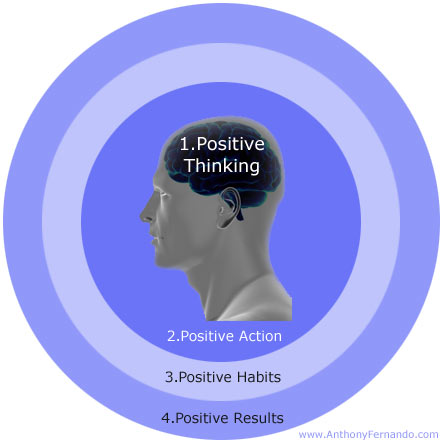 1.Positive
Thinking
2.Positive Action
3.Positive Habits
4.Positive Results
www.AnthonyFernando.com